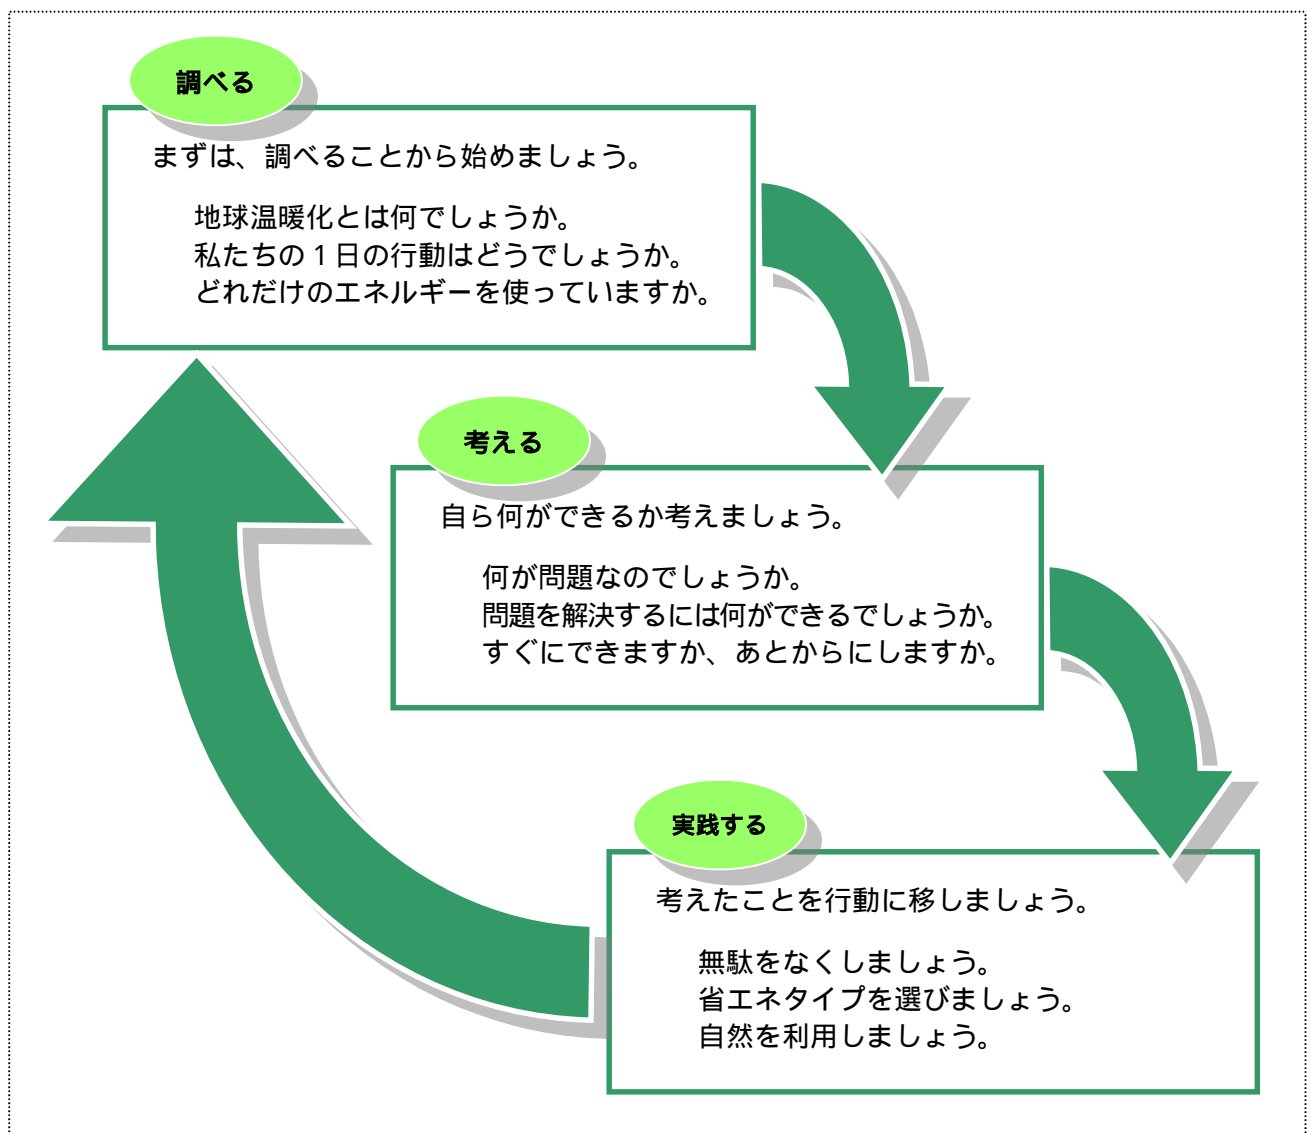 調べる
まずは、調べることから始めましょう。
地球温暖化とは何でしょうか。
私たちの１日の行動はどうでしょうか。
どれだけのエネルギーを使っていますか。
考える
自ら何ができるか考えましょう。
何が問題なのでしょうか。
問題を解決するには何ができるでしょうか。
すぐにできますか、あとからにしますか。
実践する
考えたことを行動に移しましょう。
無駄をなくしましょう。
省エネタイプを選びましょう。
自然を利用しましょう。